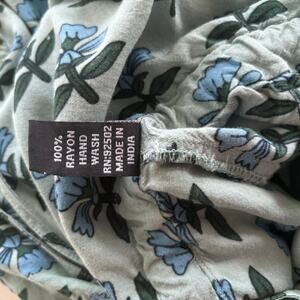 100%
RAYON
HAND
WASH
RN:92502
MADE IN
INDIA